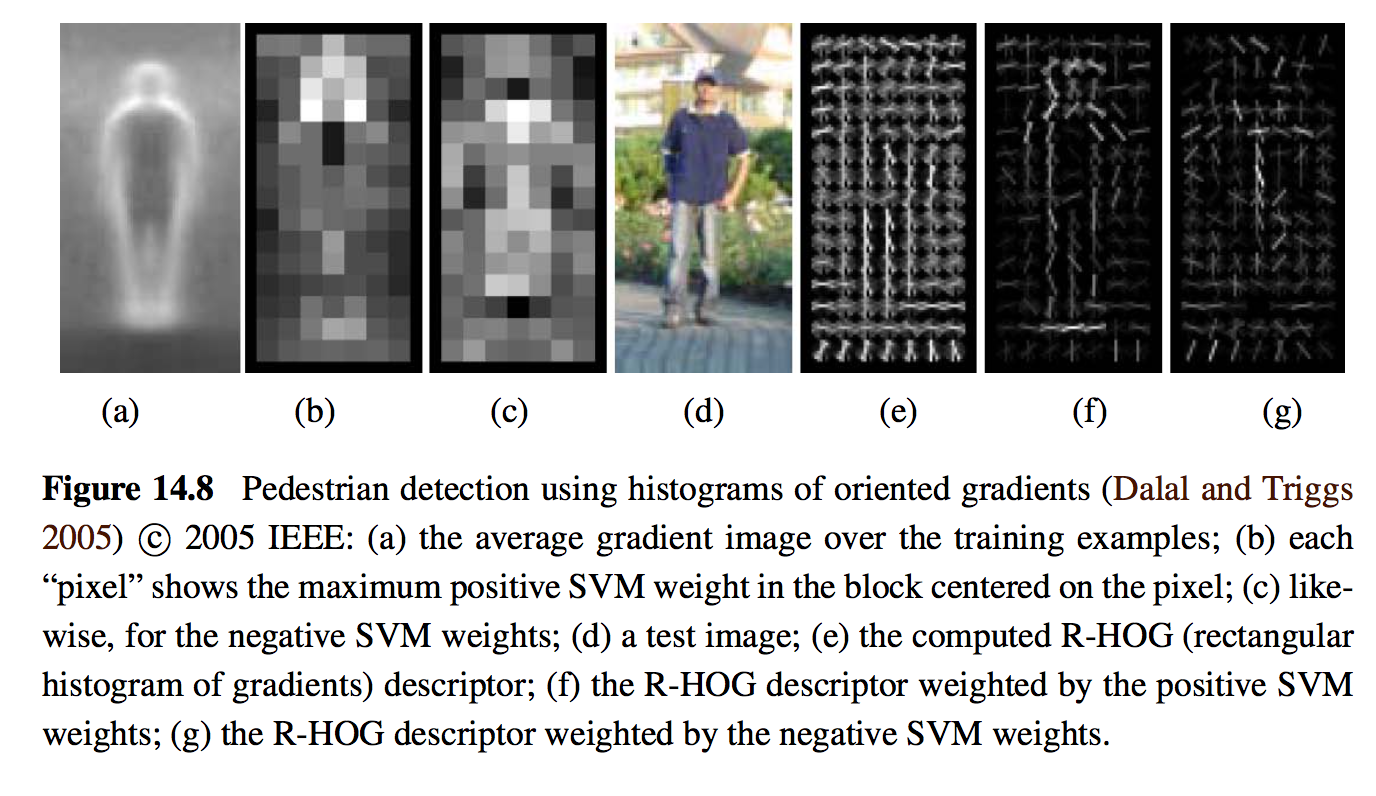 (a) (b) (c) (d) (e) (f) (g)
Figure 14.8 Pedestrian detection using histograms of oriented gradients (Dalal and Triggs
2005) © 2005 IEEE: (a) the average gradient image over the training examples; (b) each
“pixel” shows the maximum positive SVM weight in the block centered on the pixel; (c) like-
wise, for the negative SVM weights; (d) a test image; (e) the computed R-HOG (rectangular
histogram of gradients) descriptor; (f) the R-HOG descriptor weighted by the positive SVM
weights; (g) the R-HOG descriptor weighted by the negative SVM weights.